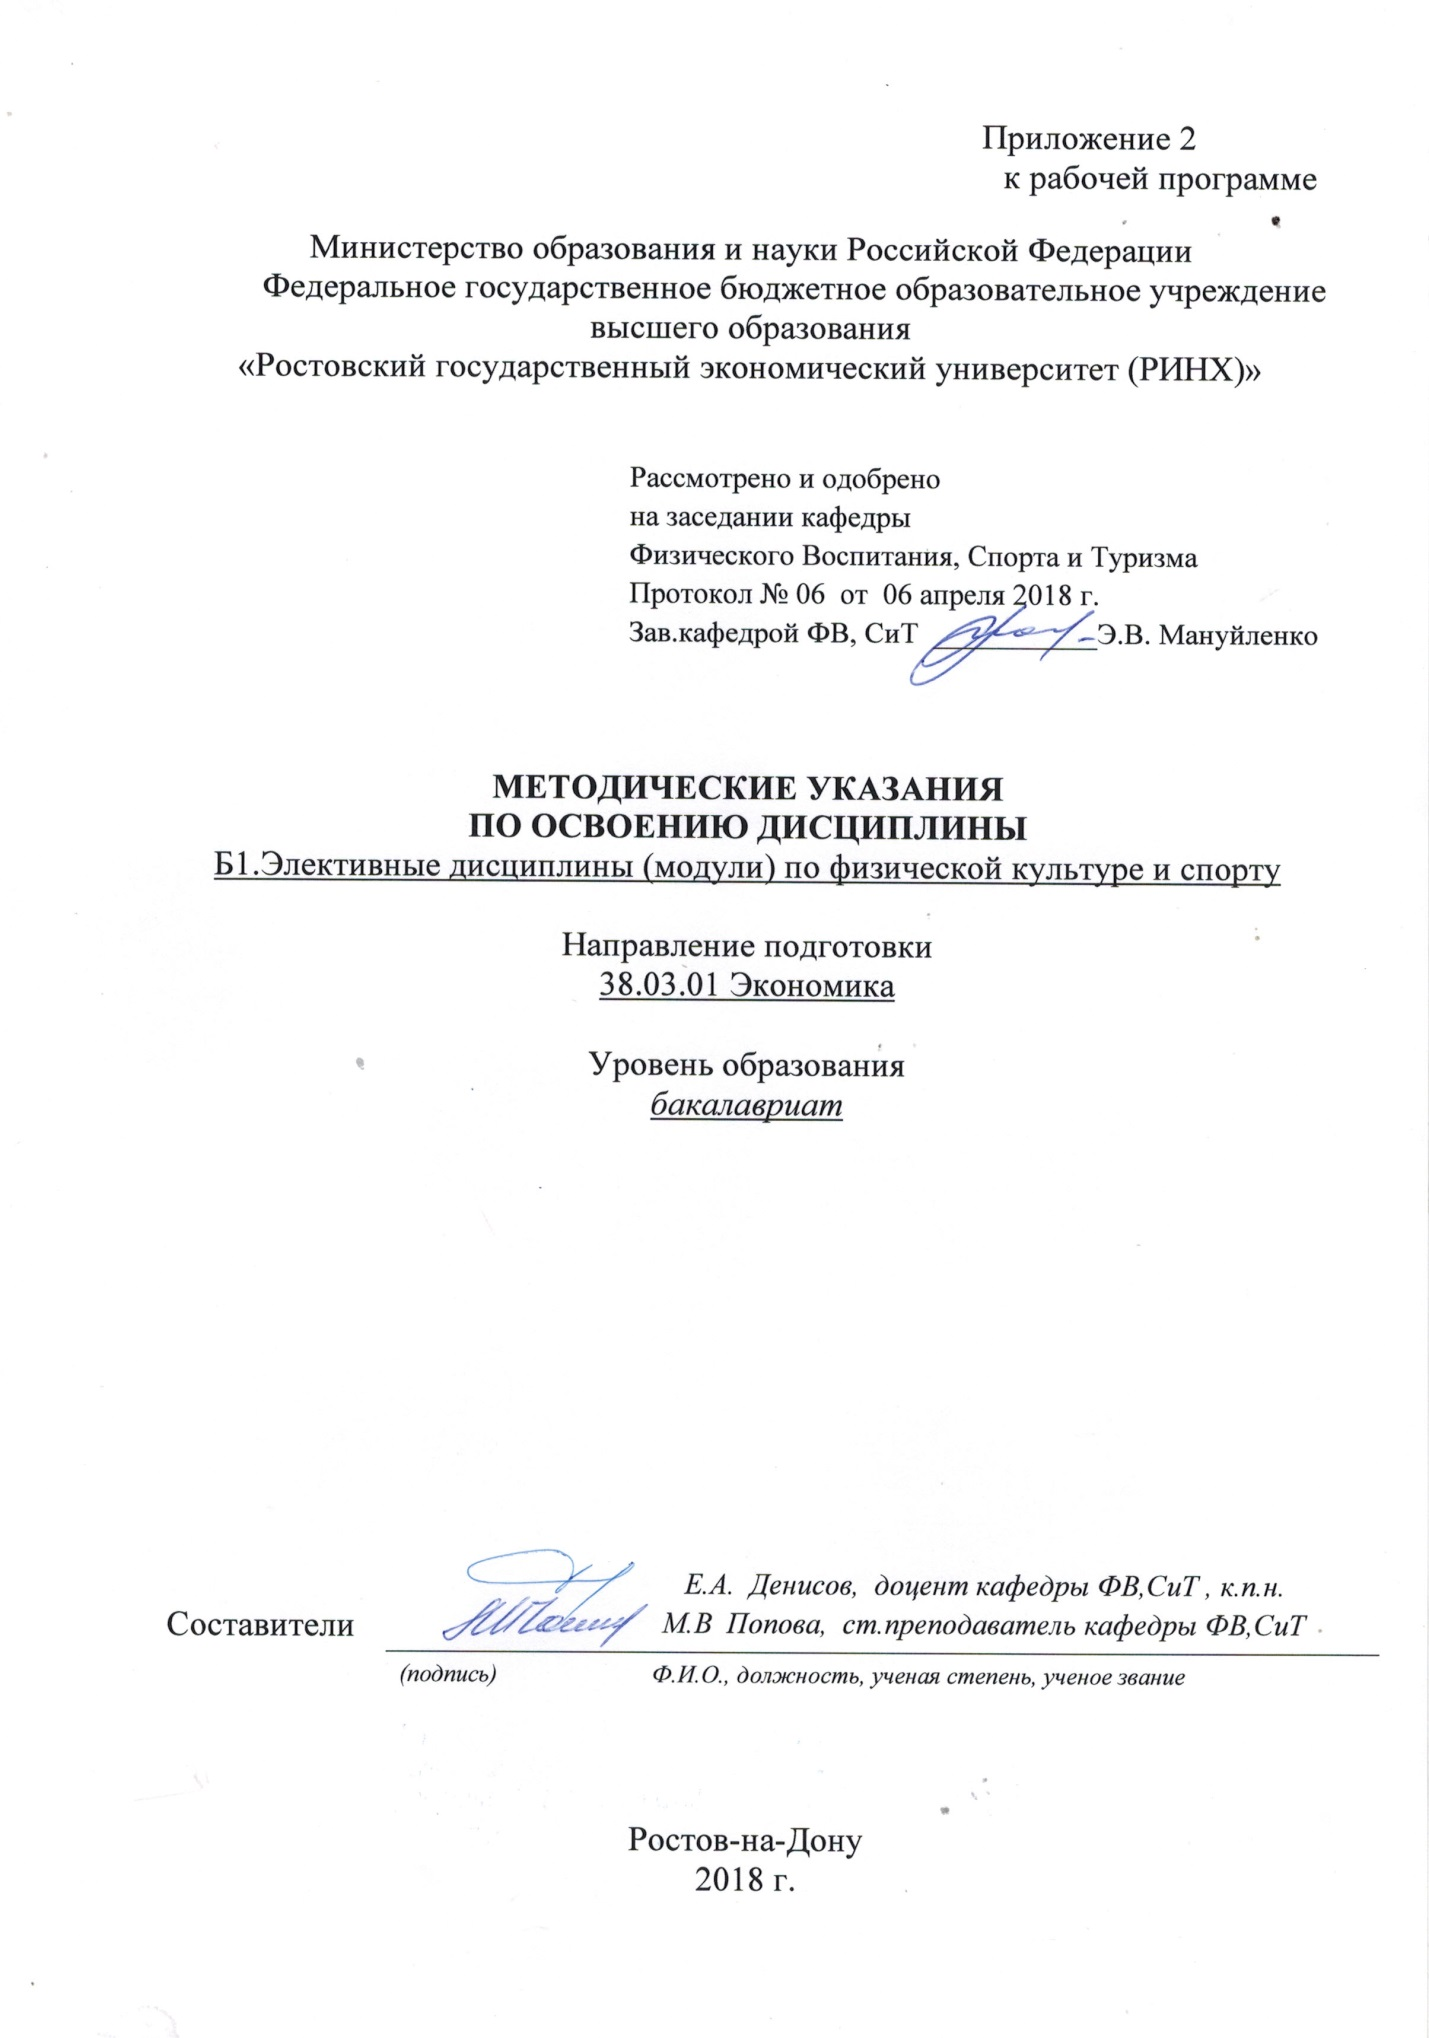 Приложение 2
к рабочей программе
Министерство образования и науки Российской Федерации
Федеральное государственное бюджетное образовательное учреждение
высшего образования
«Ростовский государственный экономический университет (РИНХ)»
Рассмотрено и одобрено
на заседании кафедры
Физического Воспитания, Спорта и Туризма
Протокол № 06 от 06 апреля 2018 г.
Зав.кафедрой ФВ, СиТ ___________Э.В. Мануйленко
МЕТОДИЧЕСКИЕ УКАЗАНИЯ
ПО ОСВОЕНИЮ ДИСЦИПЛИНЫ
Б1.Элективные дисциплины (модули) по физической культуре и спорту
Направление подготовки
38.03.01 Экономика
Уровень образования
бакалавриат
Е.А. Денисов, доцент кафедры ФВ,СиТ , к.п.н.
Составители М.В Попова, ст.преподаватель кафедры ФВ,СиТ
(подпись) Ф.И.О., должность, ученая степень, ученое звание
Ростов-на-Дону
2018 г.